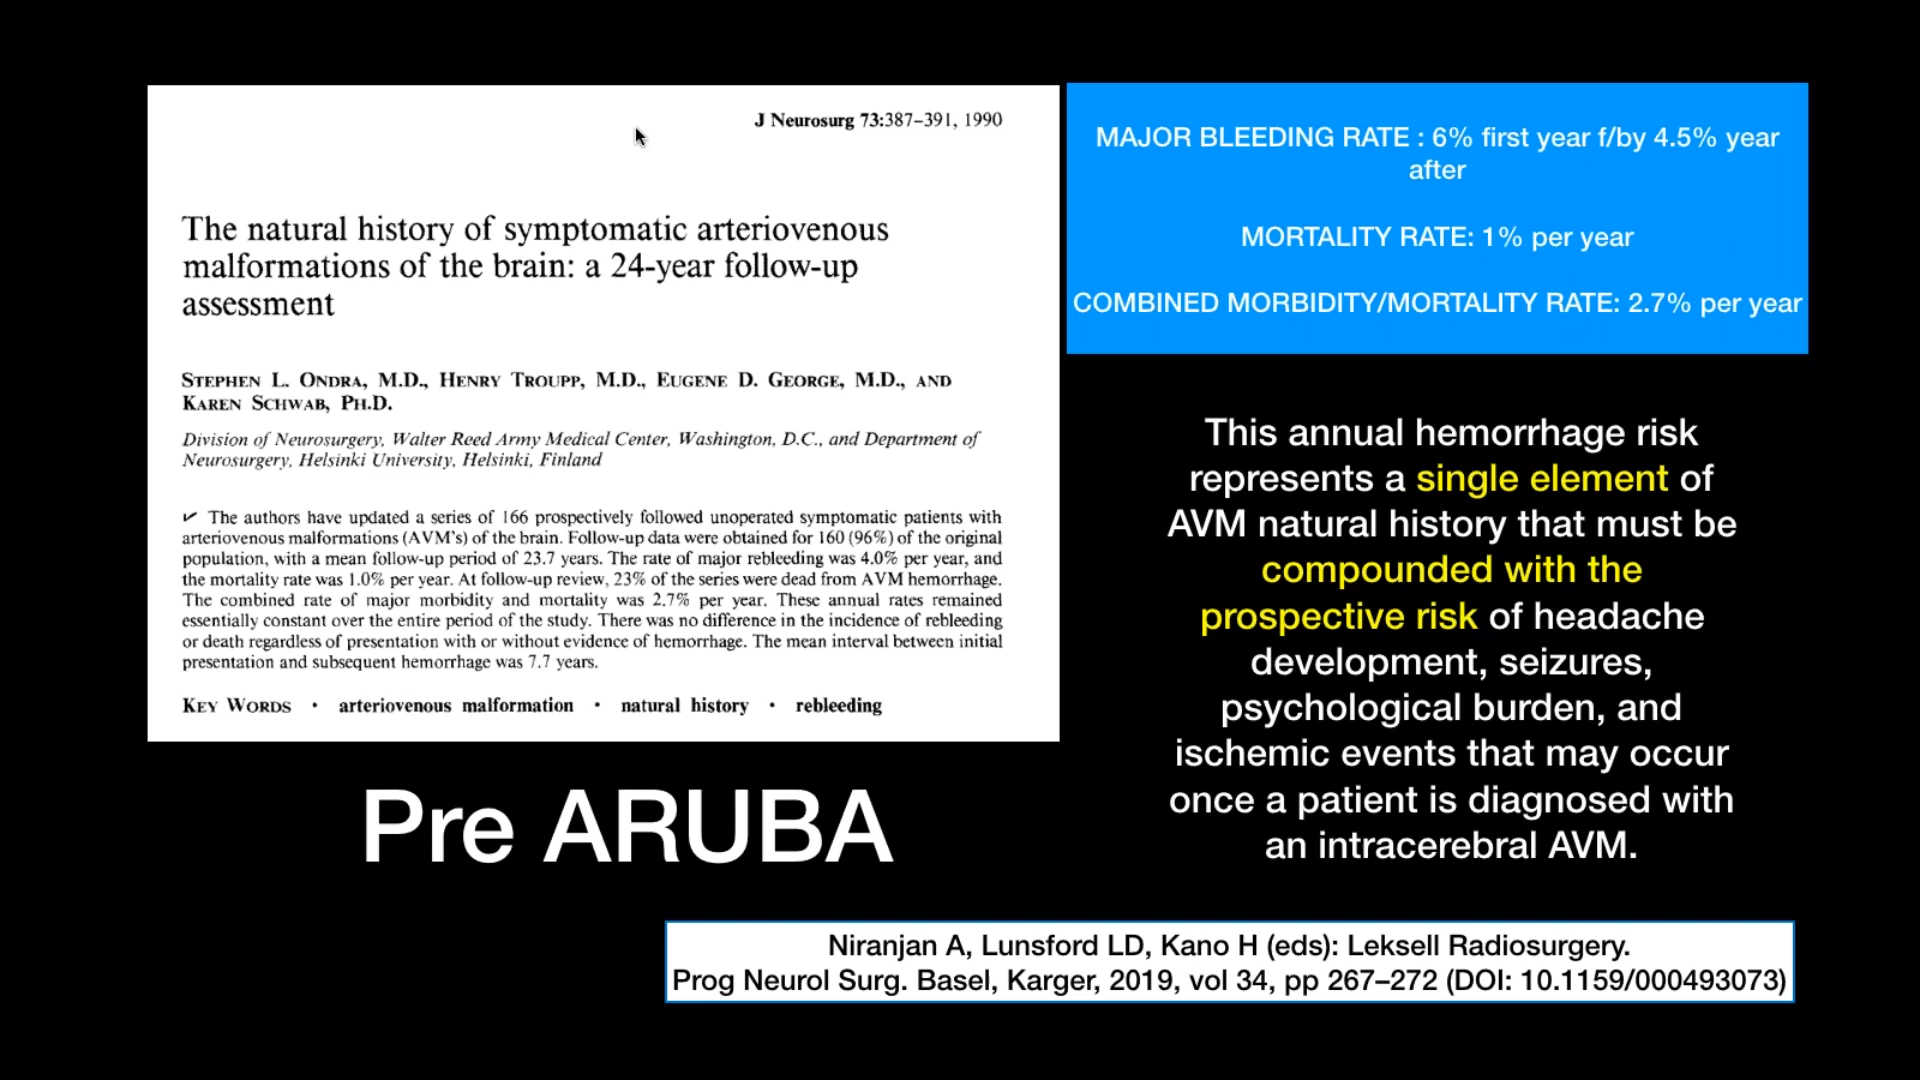 J Neurosurg 73:387–391, 1990
The natural history of symptomatic arteriovenous
malformations of the brain: a 24-year follow-up
assessment
STEPHEN L. ONDRA, M.D., HENRY TROUPP, M.D., EUGENE D. GEORGE, M.D., AND
KAREN SCHWAB, PH.D.
Division of Neurosurgery, Walter Reed Army Medical Center, Washington, D.C., and Department of
Neurosurgery, Helsinki University, Helsinki, Finland
✓ The authors have updated a series of 166 prospectively followed unoperated symptomatic patients with
arteriovenous malformations (AVM's) of the brain. Follow-up data were obtained for 160 (96%) of the original
population, with a mean follow-up period of 23.7 years. The rate of major rebleeding was 4.0% per year, and
the mortality rate was 1.0% per year. At follow-up review, 23% of the series were dead from AVM hemorrhage.
The combined rate of major morbidity and mortality was 2.7% per year. These annual rates remained
essentially constant over the entire period of the study. There was no difference in the incidence of rebleeding
or death regardless of presentation with or without evidence of hemorrhage. The mean interval between initial
presentation and subsequent hemorrhage was 7.7 years.
KEY WORDS • arteriovenous malformation • natural history • rebleeding
Pre ARUBA
MAJOR BLEEDING RATE : 6% first year f/by 4.5% year
after
MORTALITY RATE: 1% per year
COMBINED MORBIDITY/MORTALITY RATE: 2.7% per year
This annual hemorrhage risk
represents a single element of
AVM natural history that must be
compounded with the
prospective risk of headache
development, seizures,
psychological burden, and
ischemic events that may occur
once a patient is diagnosed with
an intracerebral AVM.
Niranjan A, Lunsford LD, Kano H (eds): Leksell Radiosurgery.
Prog Neurol Surg. Basel, Karger, 2019, vol 34, pp 267–272 (DOI: 10.1159/000493073)